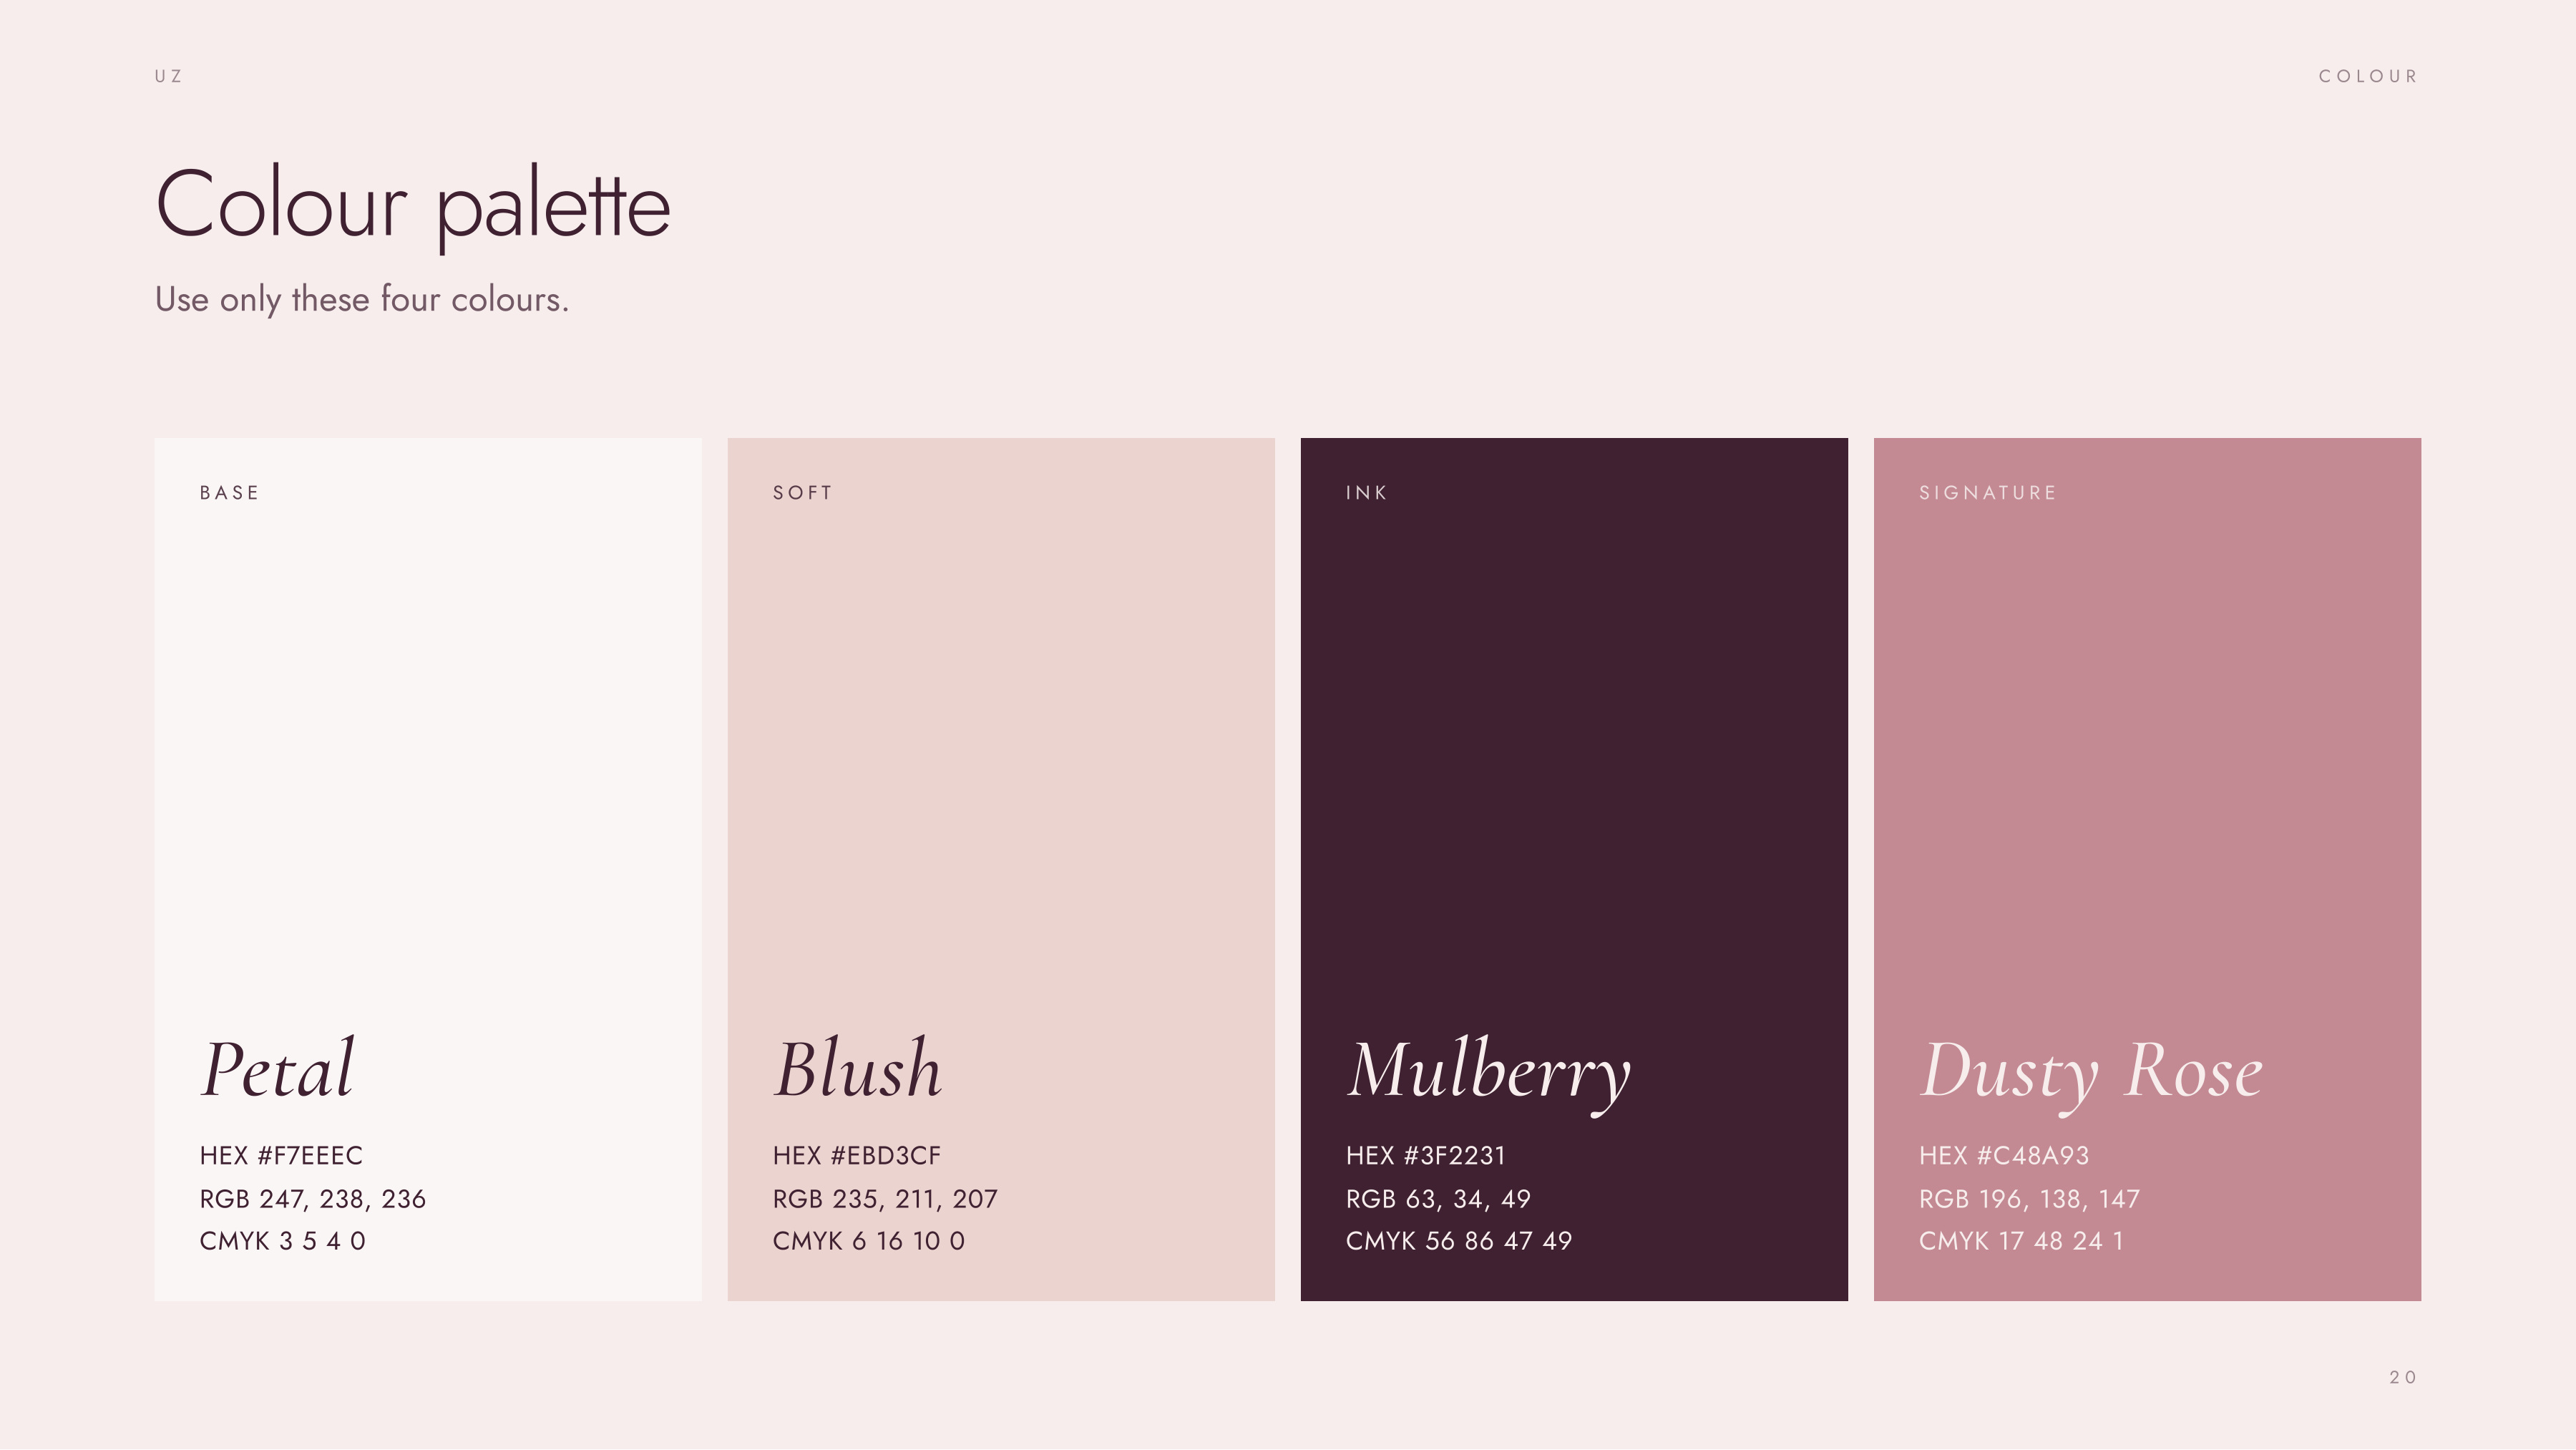 UZ
COLOUR
Colour palette
Use only these four colours.
BASE
Petal
HEX #F7EEEC
RGB 247, 238, 236
CMYK 3 5 4 0
SOFT
Blush
HEX #EBD3CF
RGB 235, 211, 207
CMYK 6 16 10 0
INK
Mulberry
HEX #3F2231
RGB 63, 34, 49
CMYK 56 86 47 49
SIGNATURE
Dusty Rose
HEX #C48A93
RGB 196, 138, 147
CMYK 17 48 24 1
20